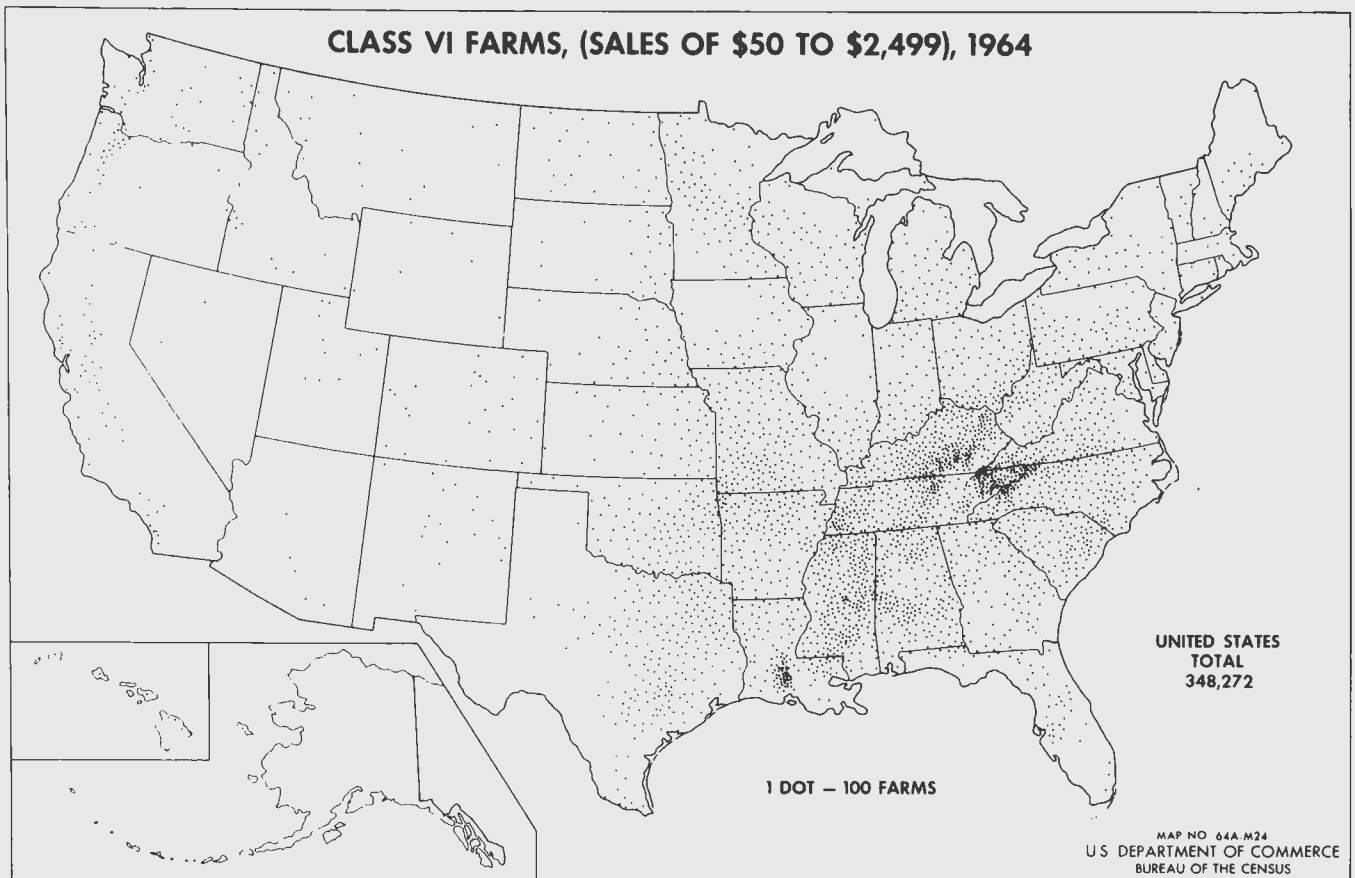 CLASS VI FARMS, (SALES OF $50 TO $2,499), 1964
UNITED STATES
TOTAL
348,272
1 DOT — 100 FARMS
MAP NO 64A-M24
U S DEPARTMENT OF COMMERCE
BUREAU OF THE CENSUS